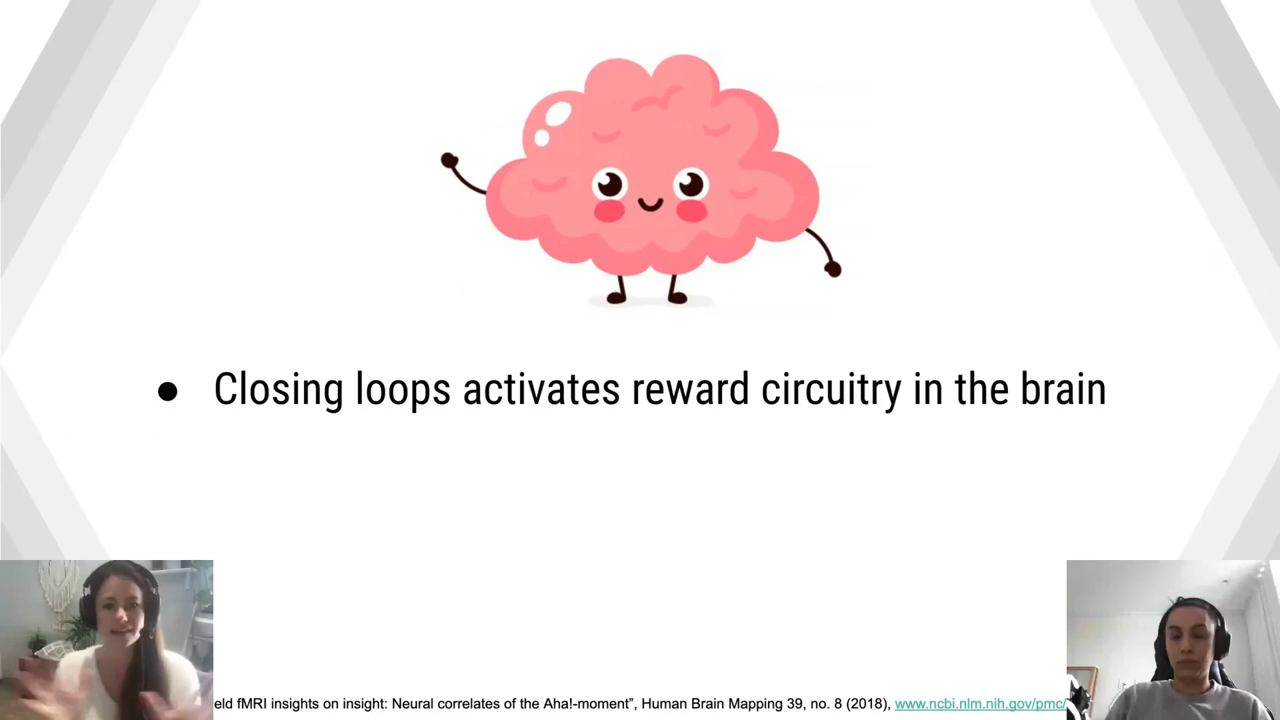 ● Closing loops activates reward circuitry in the brain
fMRI insights on insight: Neural correlates of the Aha!-moment”, Human Brain Mapping 39, no. 8 (2018), www.ncbi.nlm.nih.gov/pmc/